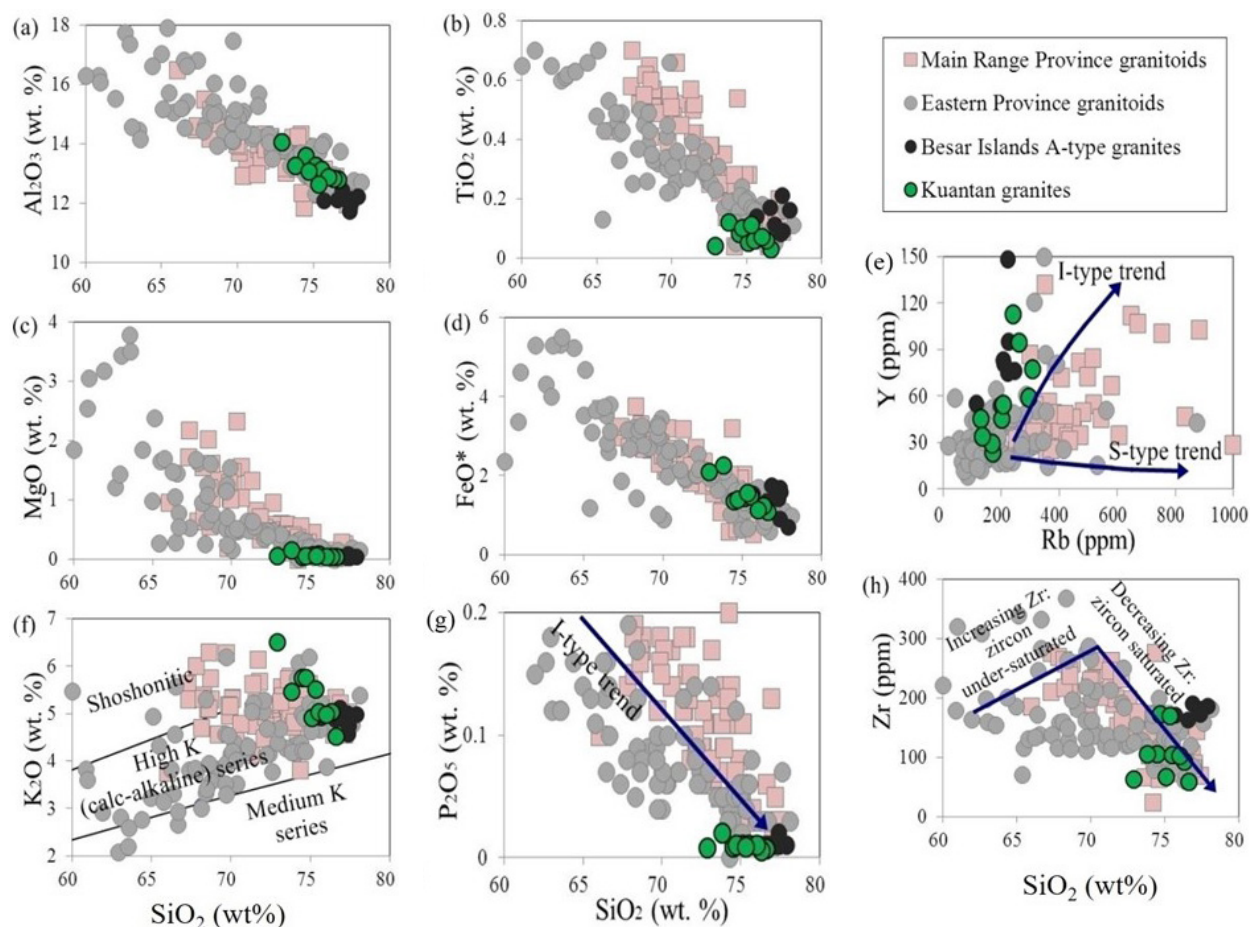 (a)
18
16
14
12
10
Al₂O₃ (wt. %)
60 65 70 75 80
(b)
0.8
0.6
0.4
0.2
0
TiO₂ (wt. %)
60 65 70 75 80
Main Range Province granitoids
Eastern Province granitoids
Besar Islands A-type granites
Kuantan granites
(c)
4
3
2
1
0
MgO (wt. %)
60 65 70 75 80
(d)
6
4
2
0
FeO* (wt. %)
60 65 70 75 80
(e)
150
120
90
60
30
0
Y (ppm)
I-type trend
S-type trend
0 200 400 600 800 1000
Rb (ppm)
(f)
7
6
5
4
3
2
K₂O (wt. %)
Shoshonitic
High K
(calc-alkaline) series
Medium K
series
60 65 70 75 80
SiO₂ (wt%)
(g)
0.2
0.1
0
P₂O₅ (wt. %)
I-type trend
60 65 70 75 80
SiO₂ (wt. %)
(h)
400
300
200
100
0
Zr (ppm)
Increasing Zr:
zircon
under-saturated
Decreasing Zr:
zircon saturated
60 65 70 75 80
SiO₂ (wt%)